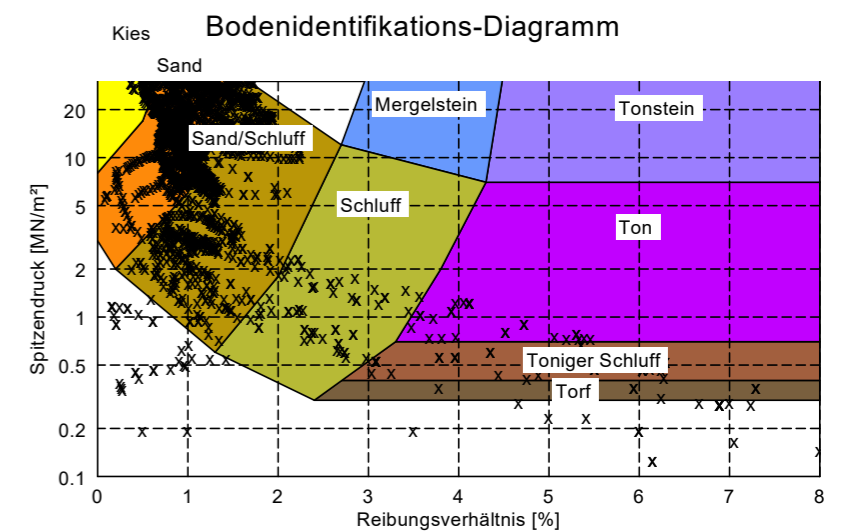 Bodenidentifikations-Diagramm
Kies
Sand
Mergelstein
Tonstein
Sand/Schluff
Schluff
Ton
Toniger Schluff
Torf
Spitzendruck [MN/m²]
20
10
5
2
1
0.5
0.2
0.1
0 1 2 3 4 5 6 7 8
Reibungsverhältnis [%]